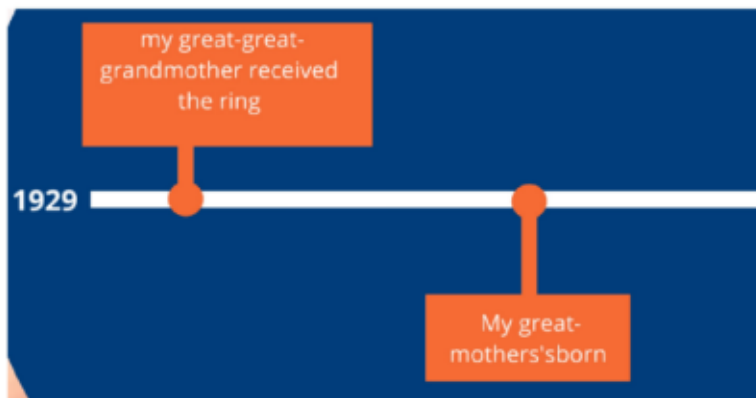 my great-great-
grandmother received
the ring
1929
My great-
mothers'sborn